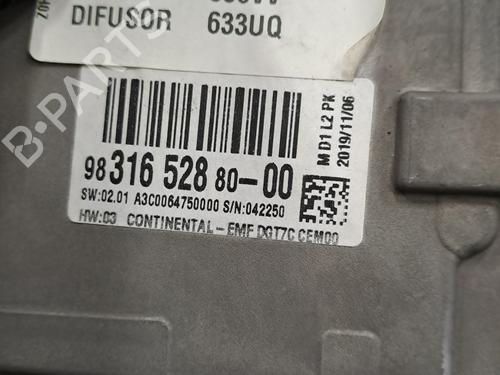 DIFUSOR 633UQ
98 316 528 80-00
SW:02.01 A3C0064750000 S/N:042250
HW:03 CONTINENTAL - EMF DGT7C CEM00
M D1 L2 PK
2019/11/06
B-PARTS